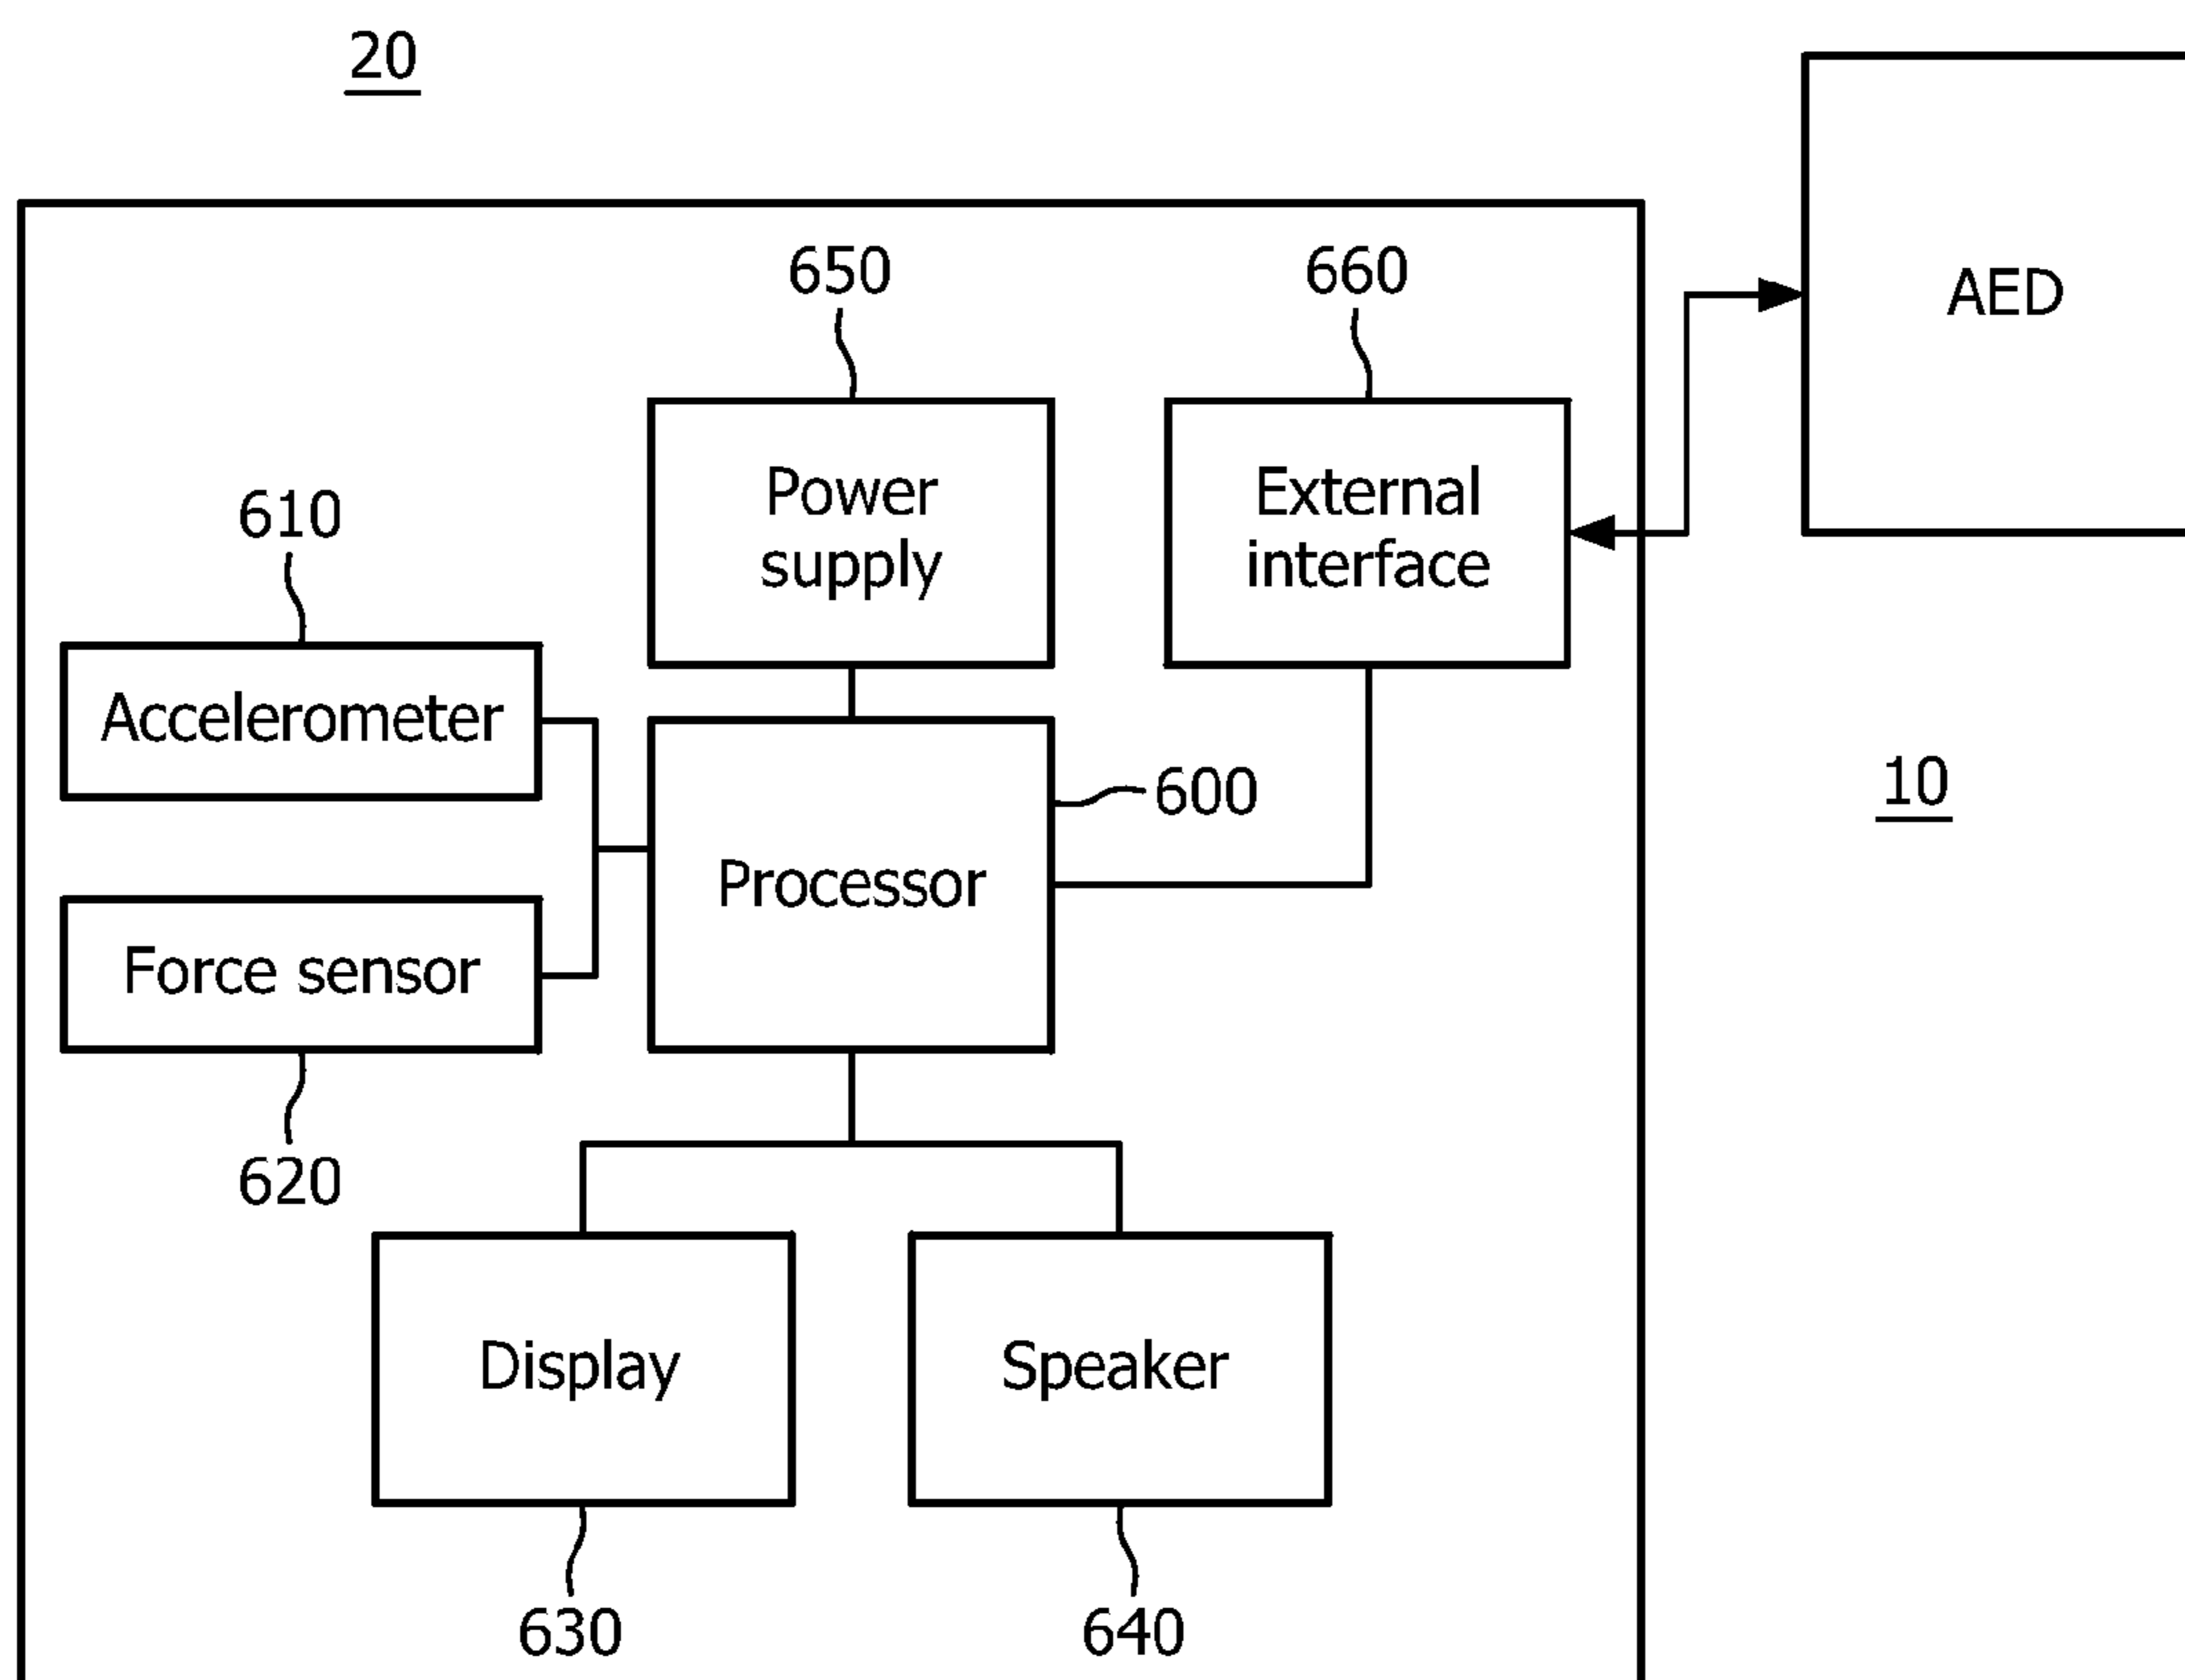 20
650
660
AED
610
Power
supply
External
interface
Accelerometer
600
10
Processor
Force sensor
620
Display
Speaker
630
640